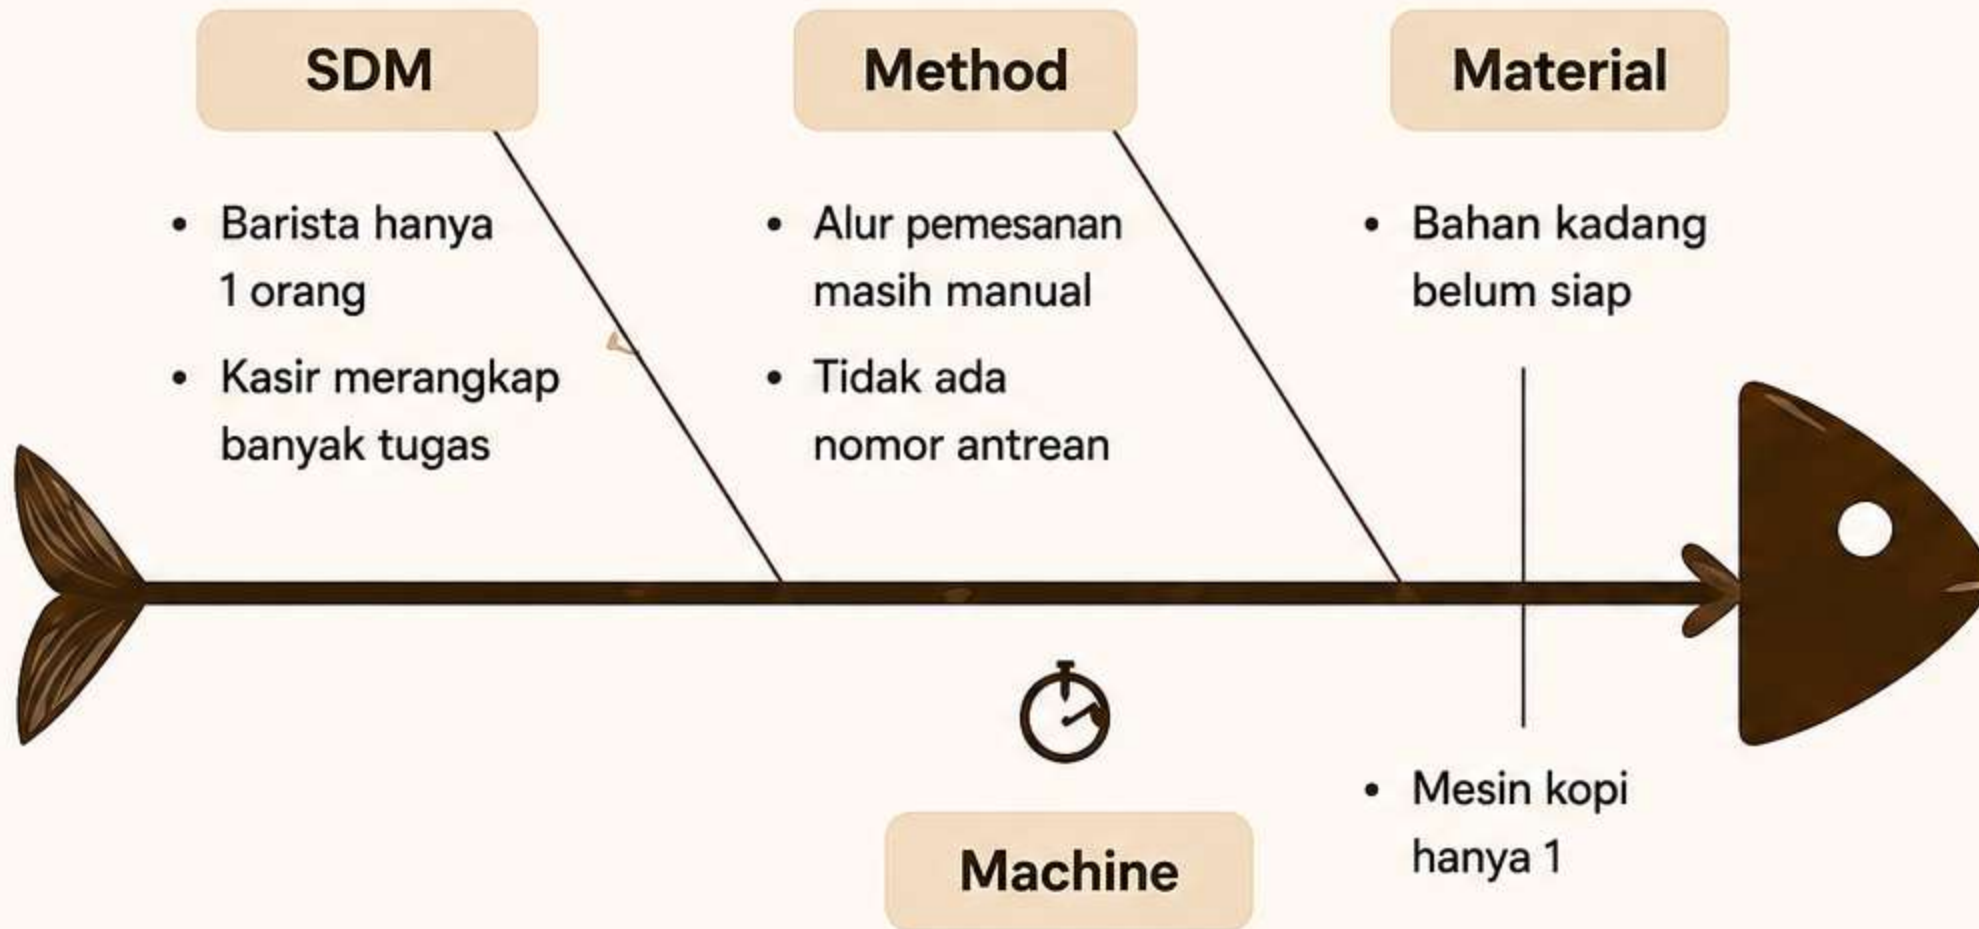 SDM
• Barista hanya
1 orang
• Kasir merangkap
banyak tugas
Method
• Alur pemesanan
masih manual
• Tidak ada
nomor antrean
Material
• Bahan kadang
belum siap
Machine
• Mesin kopi
hanya 1